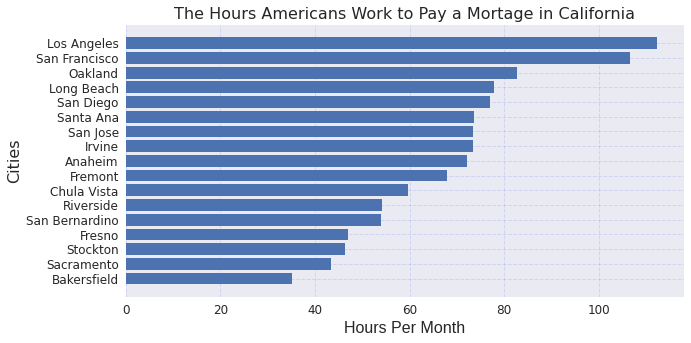 The Hours Americans Work to Pay a Mortage in California
Cities
Los Angeles
San Francisco
Oakland
Long Beach
San Diego
Santa Ana
San Jose
Irvine
Anaheim
Fremont
Chula Vista
Riverside
San Bernardino
Fresno
Stockton
Sacramento
Bakersfield
0 20 40 60 80 100
Hours Per Month